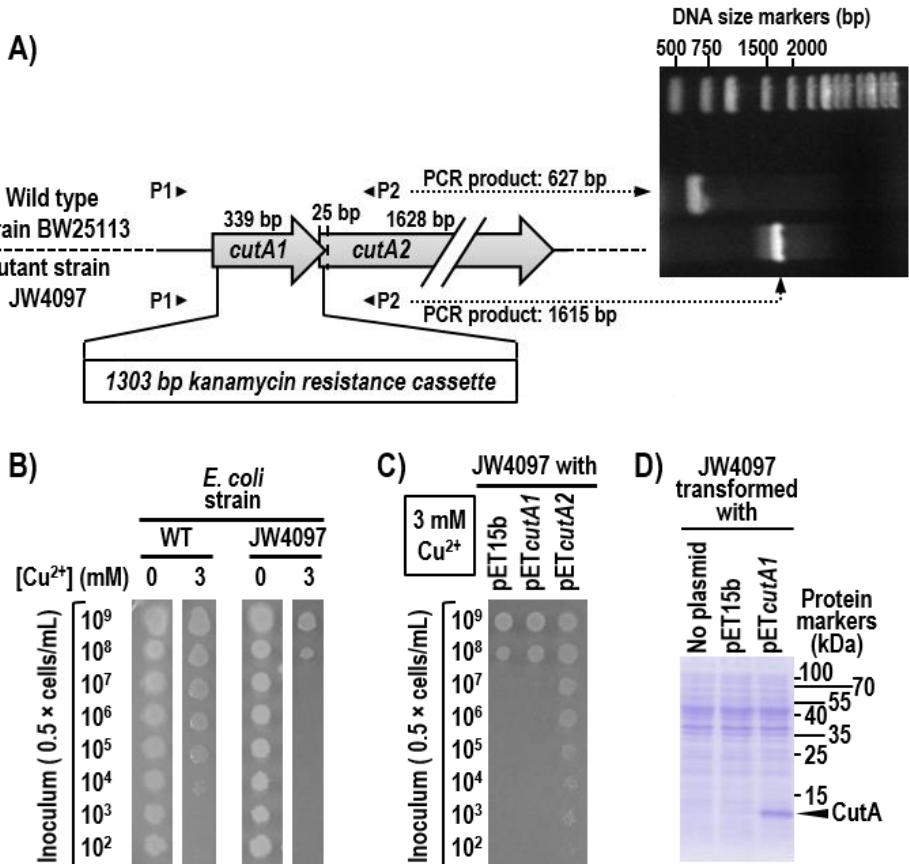 A)
DNA size markers (bp)
500 750 1500 2000
Wild type
rain BW25113
utant strain
JW4097
P1
P2
PCR product: 627 bp
339 bp
25 bp
1628 bp
cutA1
cutA2
P1
P2
PCR product: 1615 bp
1303 bp kanamycin resistance cassette
B)
E. coli
strain
WT JW4097
[Cu²⁺] (mM) 0 3 0 3
Inoculum ( 0.5 × cells/mL)
10⁹
10⁸
10⁷
10⁶
10⁵
10⁴
10³
10²
C)
JW4097 with
3 mM
Cu²⁺
pET15b
pETcutA1
pETcutA2
Inoculum ( 0.5 × cells/mL)
10⁹
10⁸
10⁷
10⁶
10⁵
10⁴
10³
10²
D)
JW4097
transformed
with
No plasmid
pET15b
pETcutA1
Protein
markers
(kDa)
100
70
55
40
35
25
15
CutA